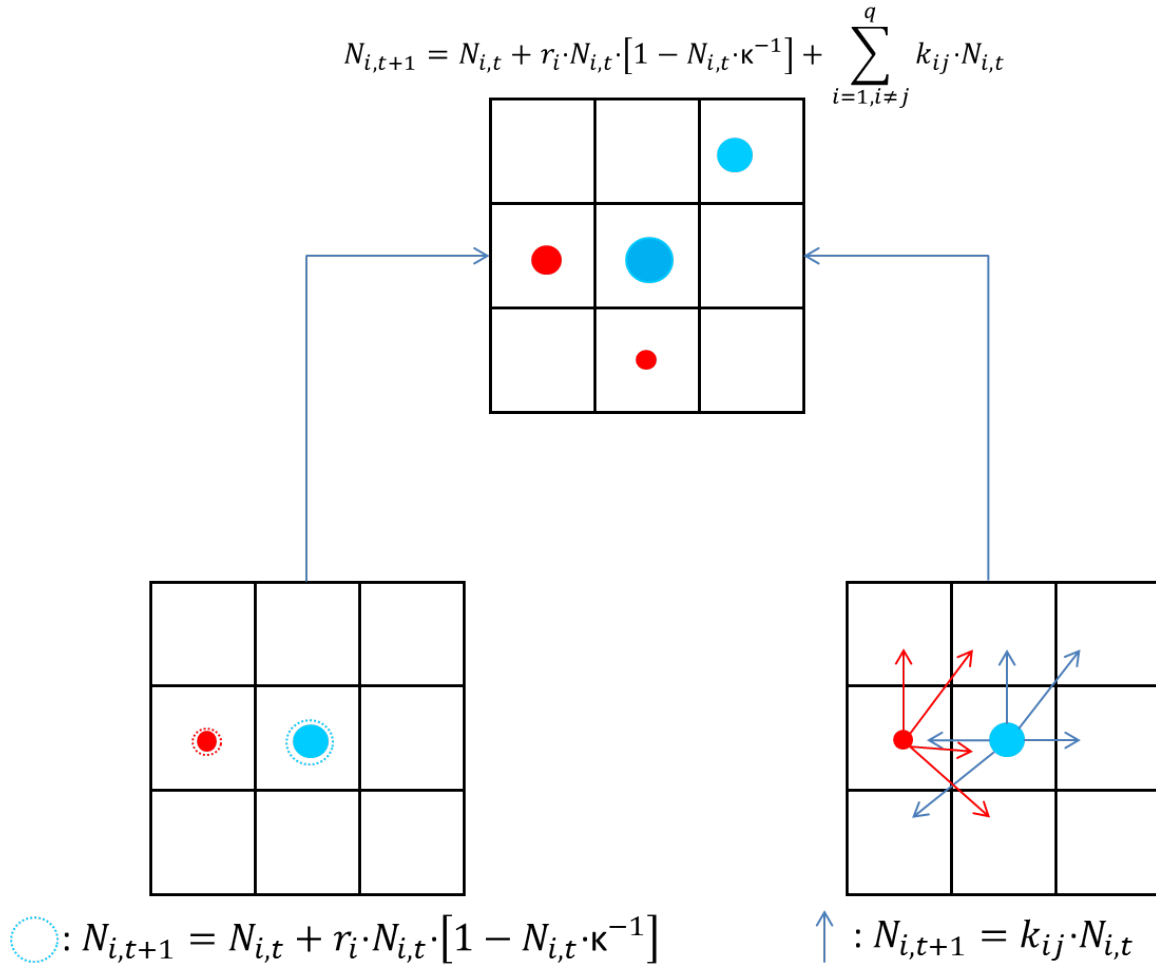 N_{i,t+1} = N_{i,t} + r_i·N_{i,t}·[1 − N_{i,t}·κ^{−1}] + \sum_{i=1,i≠j}^{q} k_{ij}·N_{i,t}
: N_{i,t+1} = N_{i,t} + r_i·N_{i,t}·[1 − N_{i,t}·κ^{−1}]
: N_{i,t+1} = k_{ij}·N_{i,t}